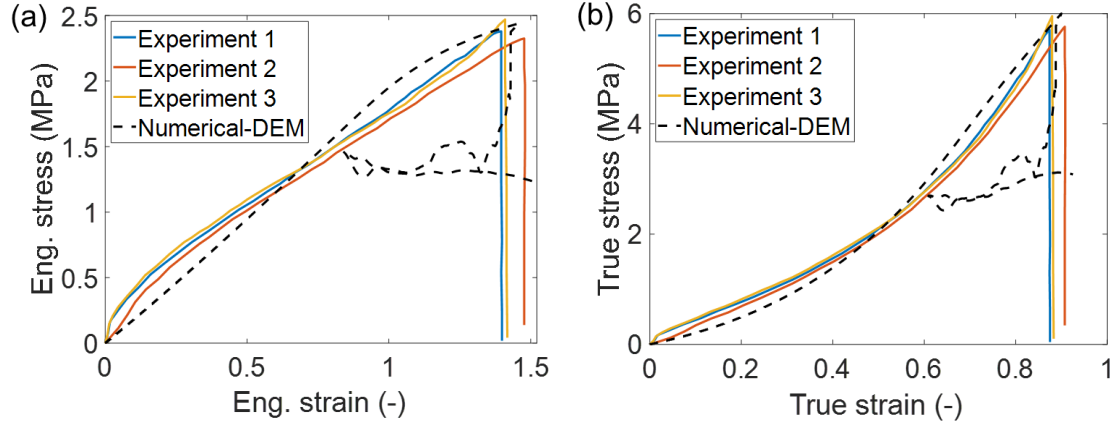 (a)
2.5
2
1.5
1
0.5
0
Eng. stress (MPa)
Experiment 1
Experiment 2
Experiment 3
Numerical-DEM
0
0.5
1
1.5
Eng. strain (-)
(b)
6
4
2
0
True stress (MPa)
Experiment 1
Experiment 2
Experiment 3
Numerical-DEM
0
0.2
0.4
0.6
0.8
1
True strain (-)